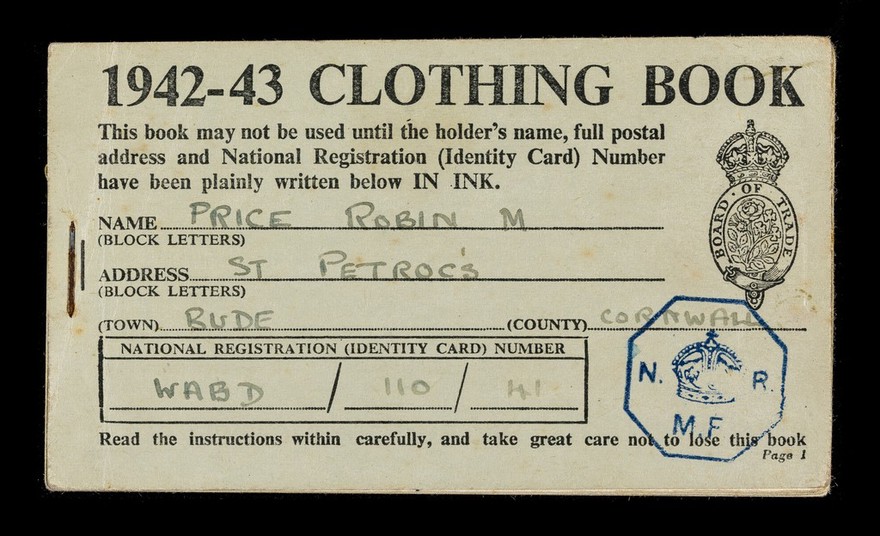 1942-43 CLOTHING BOOK
This book may not be used until the holder's name, full postal
address and National Registration (Identity Card) Number
have been plainly written below IN INK.
NAME PRICE ROBIN M
(BLOCK LETTERS)
ADDRESS ST PETROC'S
(BLOCK LETTERS)
BOARD · OF TRADE
(TOWN) BUDE (COUNTY) CORNWALL
NATIONAL REGISTRATION (IDENTITY CARD) NUMBER
WABD / 110 / 41
N. R.
M.F.
Read the instructions within carefully, and take great care not to lose this book
Page 1